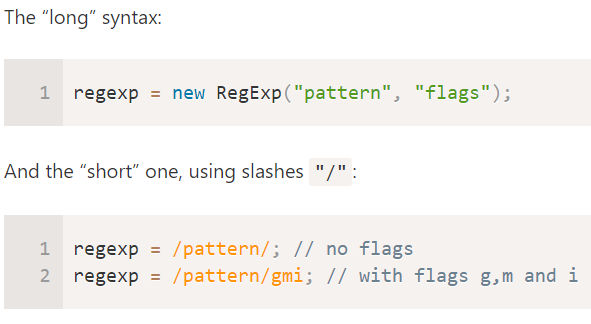 The “long” syntax:
1 regexp = new RegExp("pattern", "flags");
And the “short” one, using slashes "/":
1 regexp = /pattern/; // no flags
2 regexp = /pattern/gmi; // with flags g,m and i